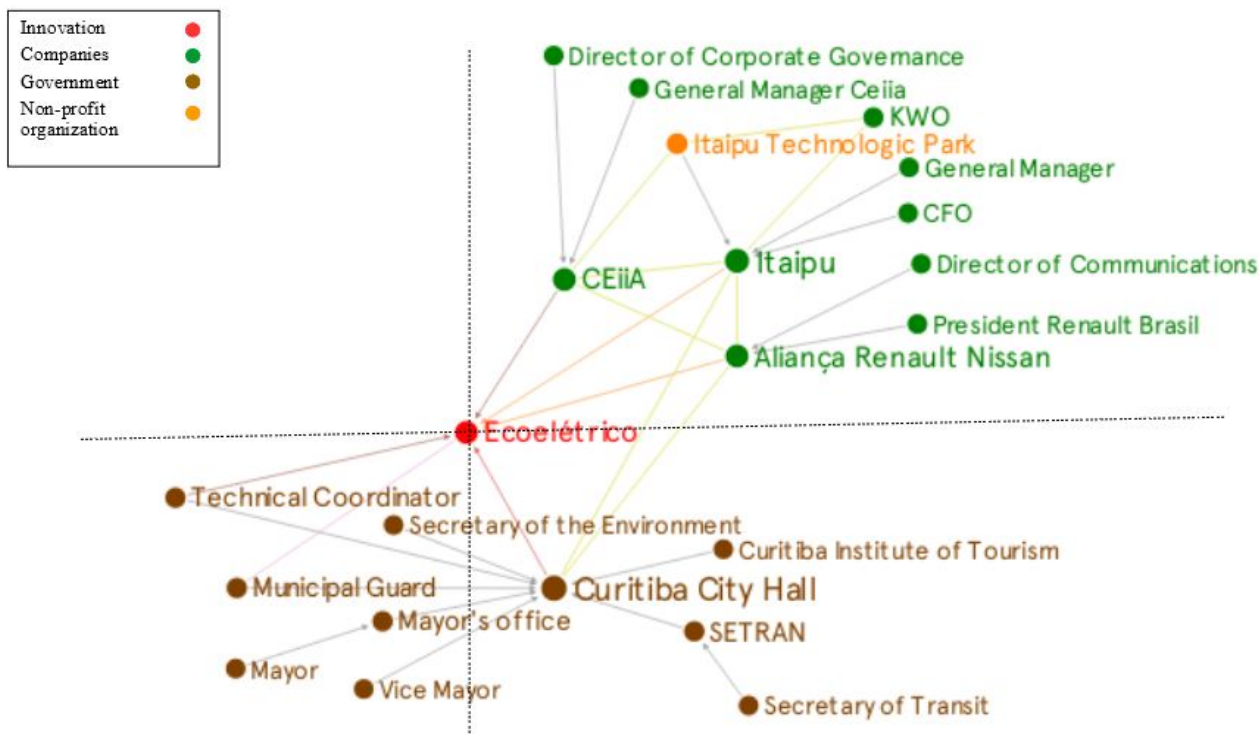 Innovation
Companies
Government
Non-profit
organization
Director of Corporate Governance
General Manager Ceiia
KWO
Itaipu Technologic Park
General Manager
CFO
Itaipu
Director of Communications
CEiiA
President Renault Brasil
Aliança Renault Nissan
Ecoelétrico
Technical Coordinator
Secretary of the Environment
Curitiba Institute of Tourism
Municipal Guard
Curitiba City Hall
Mayor's office
SETRAN
Mayor
Vice Mayor
Secretary of Transit